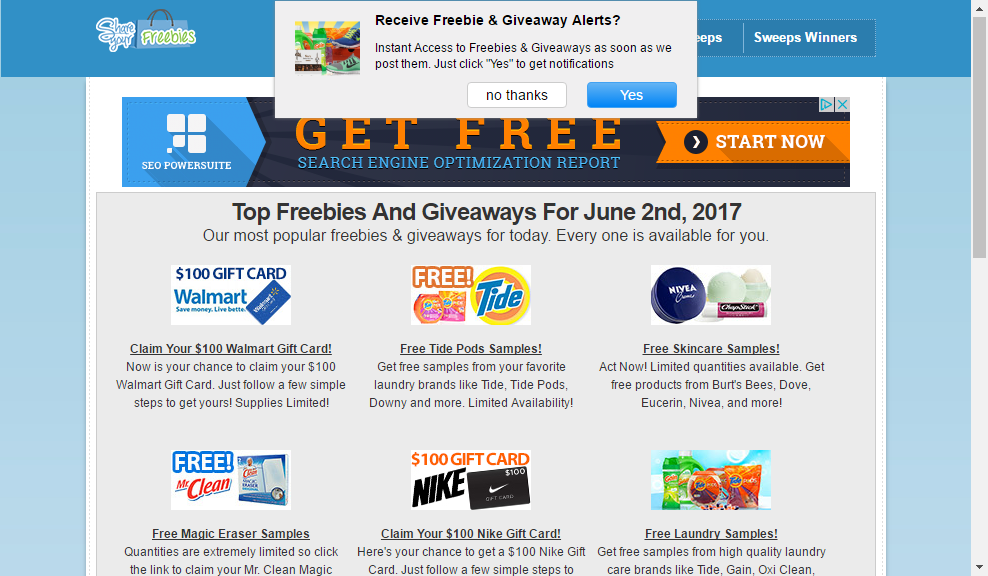 Share
Your
Freebies
Receive Freebie & Giveaway Alerts?
Instant Access to Freebies & Giveaways as soon as we
post them. Just click "Yes" to get notifications
no thanks
Yes
eeps
Sweeps Winners
SEO POWERSUITE
GET FREE
SEARCH ENGINE OPTIMIZATION REPORT
START NOW
Top Freebies And Giveaways For June 2nd, 2017
Our most popular freebies & giveaways for today. Every one is available for you.
$100 GIFT CARD
Walmart
Save money. Live better.
FREE!
Tide
NIVEA
Creme
ChapStick
Claim Your $100 Walmart Gift Card!
Now is your chance to claim your $100
Walmart Gift Card. Just follow a few simple
steps to get yours! Supplies Limited!
Free Tide Pods Samples!
Get free samples from your favorite
laundry brands like Tide, Tide Pods,
Downy and more. Limited Availability!
Free Skincare Samples!
Act Now! Limited quantities available. Get
free products from Burt's Bees, Dove,
Eucerin, Nivea, and more!
FREE!
Mr. Clean
MAGIC
ERASER
$100 GIFT CARD
NIKE
$100
GIFT CARD
Tide
Free Magic Eraser Samples
Quantities are extremely limited so click
the link to claim your Mr. Clean Magic
Claim Your $100 Nike Gift Card!
Here's your chance to get a $100 Nike Gift
Card. Just follow a few simple steps to
Free Laundry Samples!
Get free samples from high quality laundry
care brands like Tide, Gain, Oxi Clean,